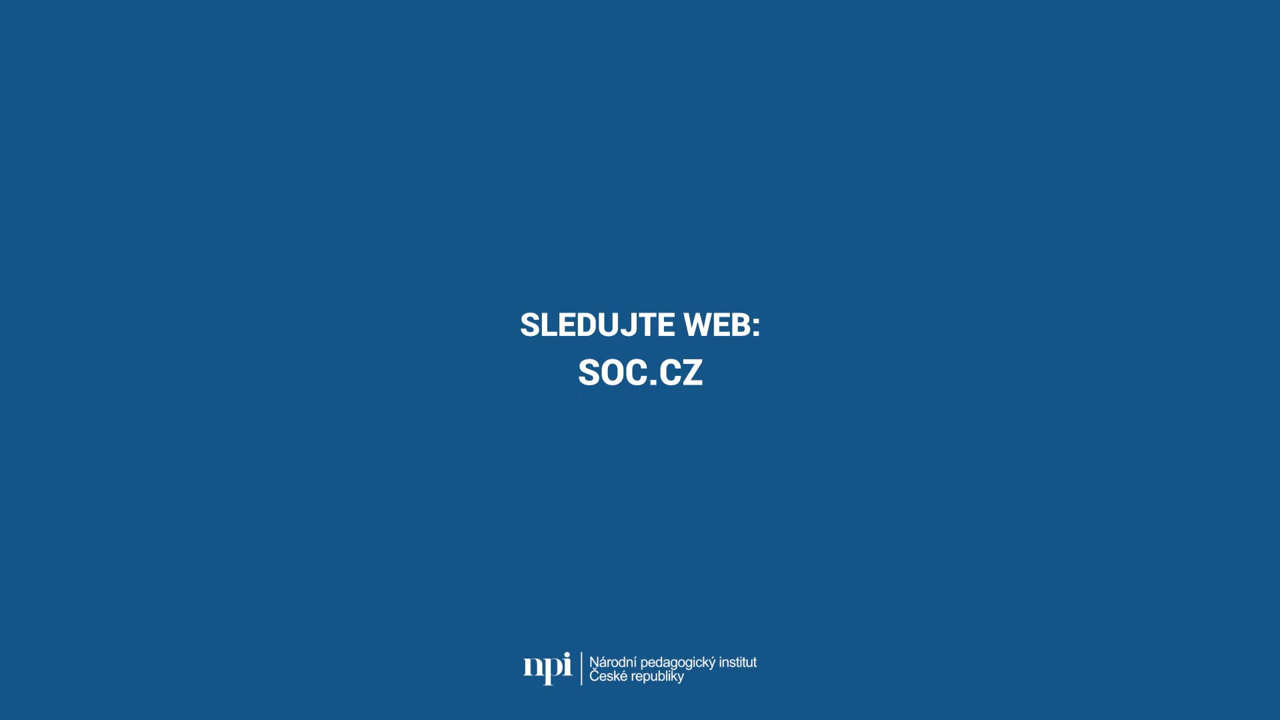 SLEDUJTE WEB:
SOC.CZ
npi
Národní pedagogický institut
České republiky